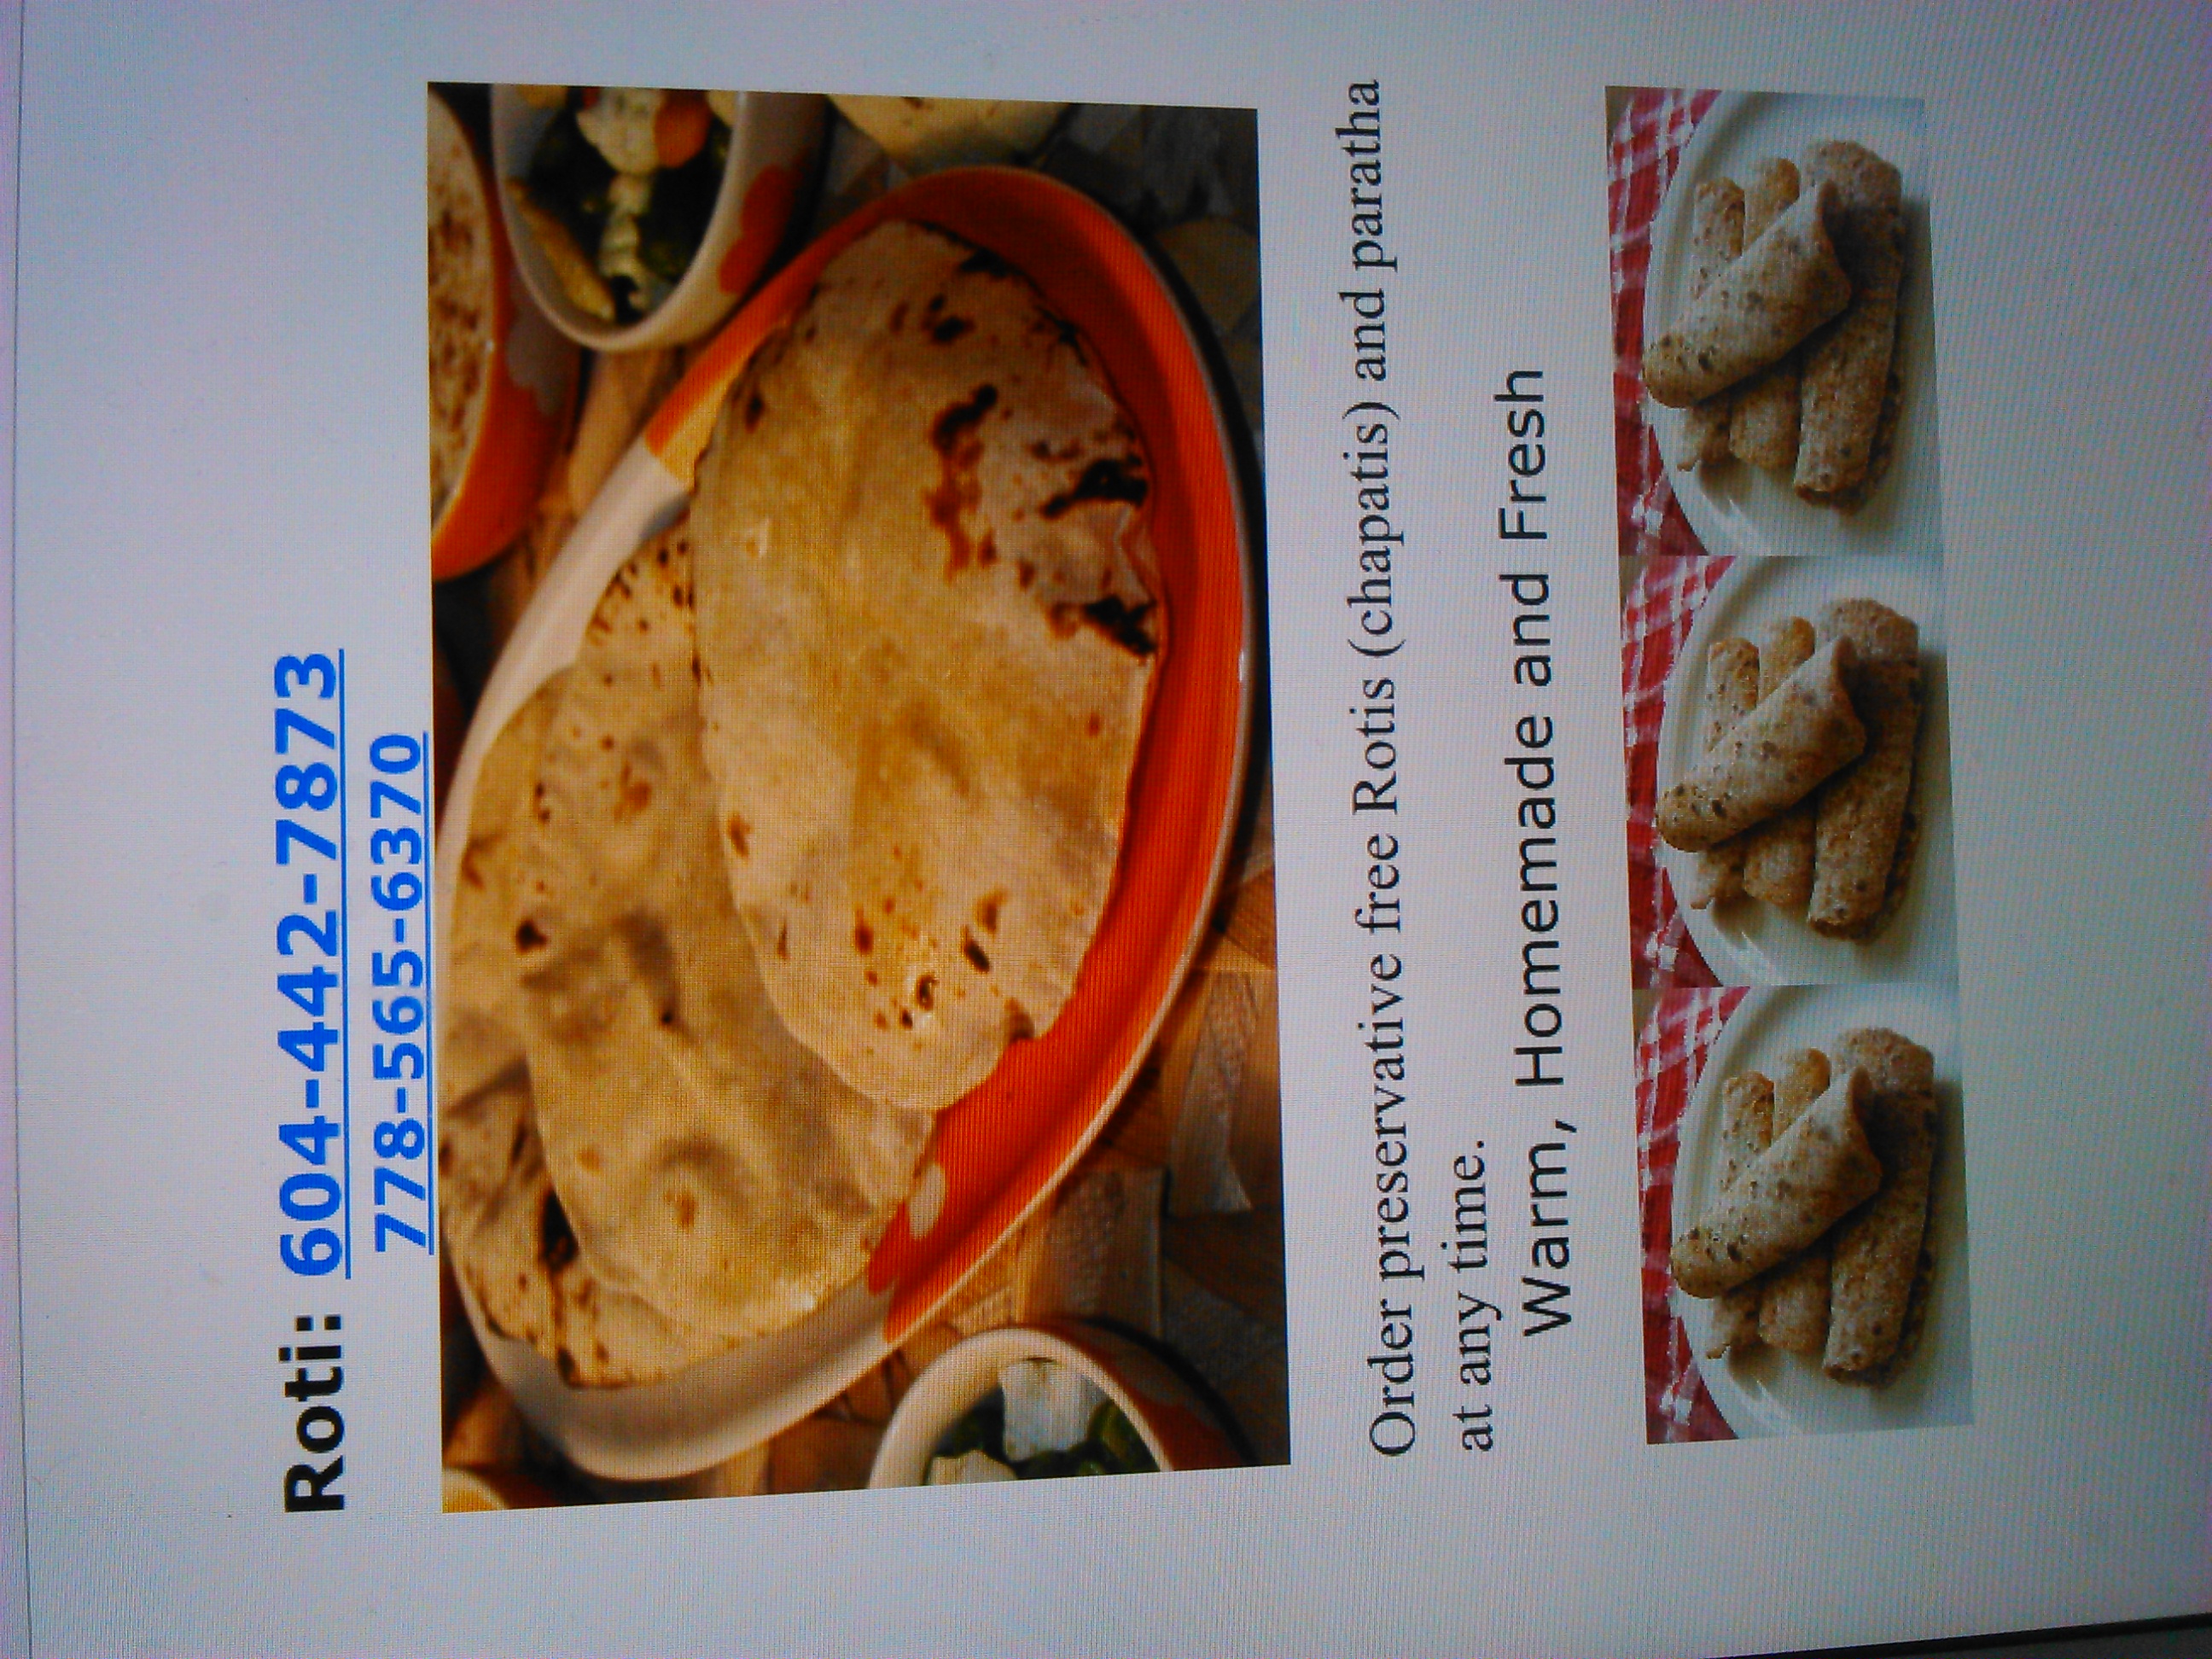 Roti: 604-442-7873
778-565-6370
Order preservative free Rotis (chapatis) and paratha
at any time.
Warm, Homemade and Fresh